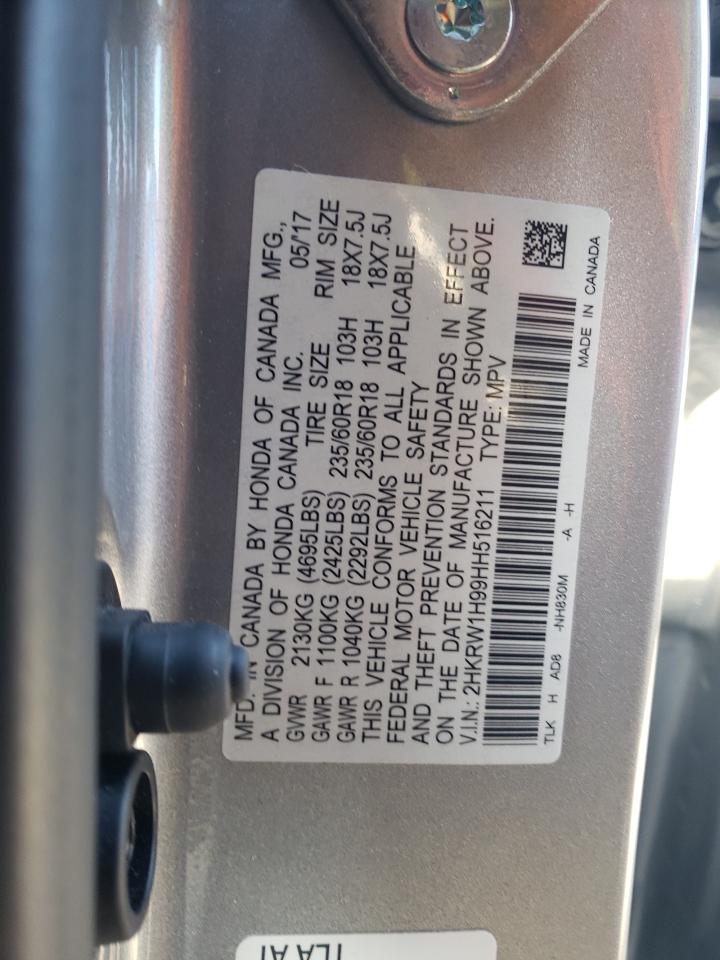 MFD. IN CANADA BY HONDA OF CANADA MFG.,
A DIVISION OF HONDA CANADA INC. 05/'17
GVWR 2130KG (4695LBS) TIRE SIZE RIM SIZE
GAWR F 1100KG (2425LBS) 235/60R18 103H 18X7.5J
GAWR R 1040KG (2292LBS) 235/60R18 103H 18X7.5J
THIS VEHICLE CONFORMS TO ALL APPLICABLE
FEDERAL MOTOR VEHICLE SAFETY
AND THEFT PREVENTION STANDARDS IN EFFECT
ON THE DATE OF MANUFACTURE SHOWN ABOVE.
V.I.N.: 2HKRW1H99HH516211 TYPE: MPV
TLK H AD8 -NH830M -A -H
MADE IN CANADA